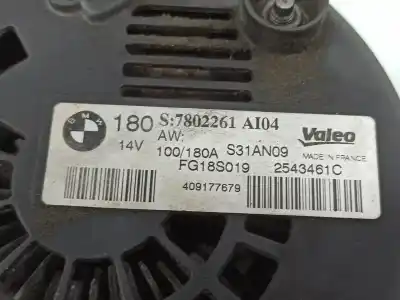 BMW
180 S:7802261 AI04
14V AW:
100/180A S31AN09
Valeo
MADE IN FRANCE
FG18S019 2543461C
409177679